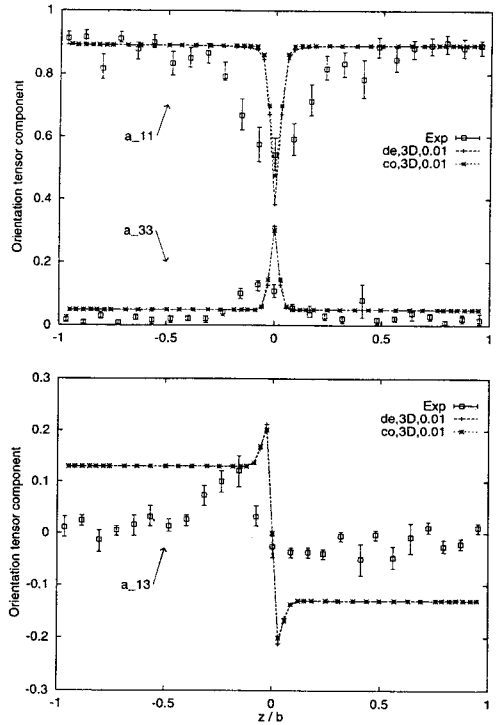 1
0.8
0.6
0.4
0.2
0
Orientation tensor component
a_11
a_33
Exp
de,3D,0.01
co,3D,0.01
-1
-0.5
0
0.5
1
0.3
0.2
0.1
0
-0.1
-0.2
-0.3
Orientation tensor component
Exp
de,3D,0.01
co,3D,0.01
a_13
-1
-0.5
0
0.5
1
z / b